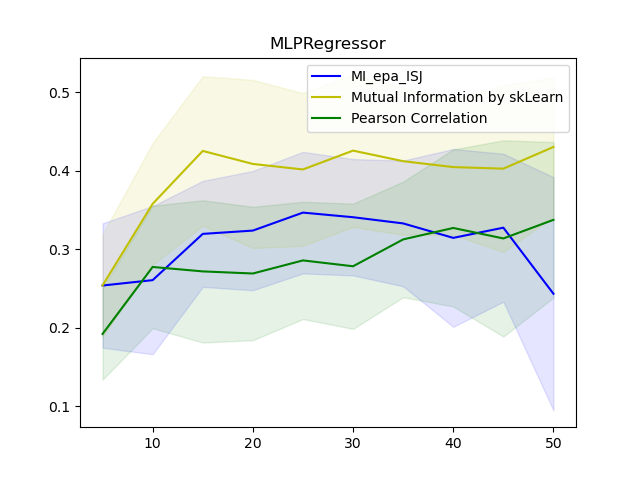 MLPRegressor
MI_epa_ISJ
Mutual Information by skLearn
Pearson Correlation
0.5
0.4
0.3
0.2
0.1
10 20 30 40 50